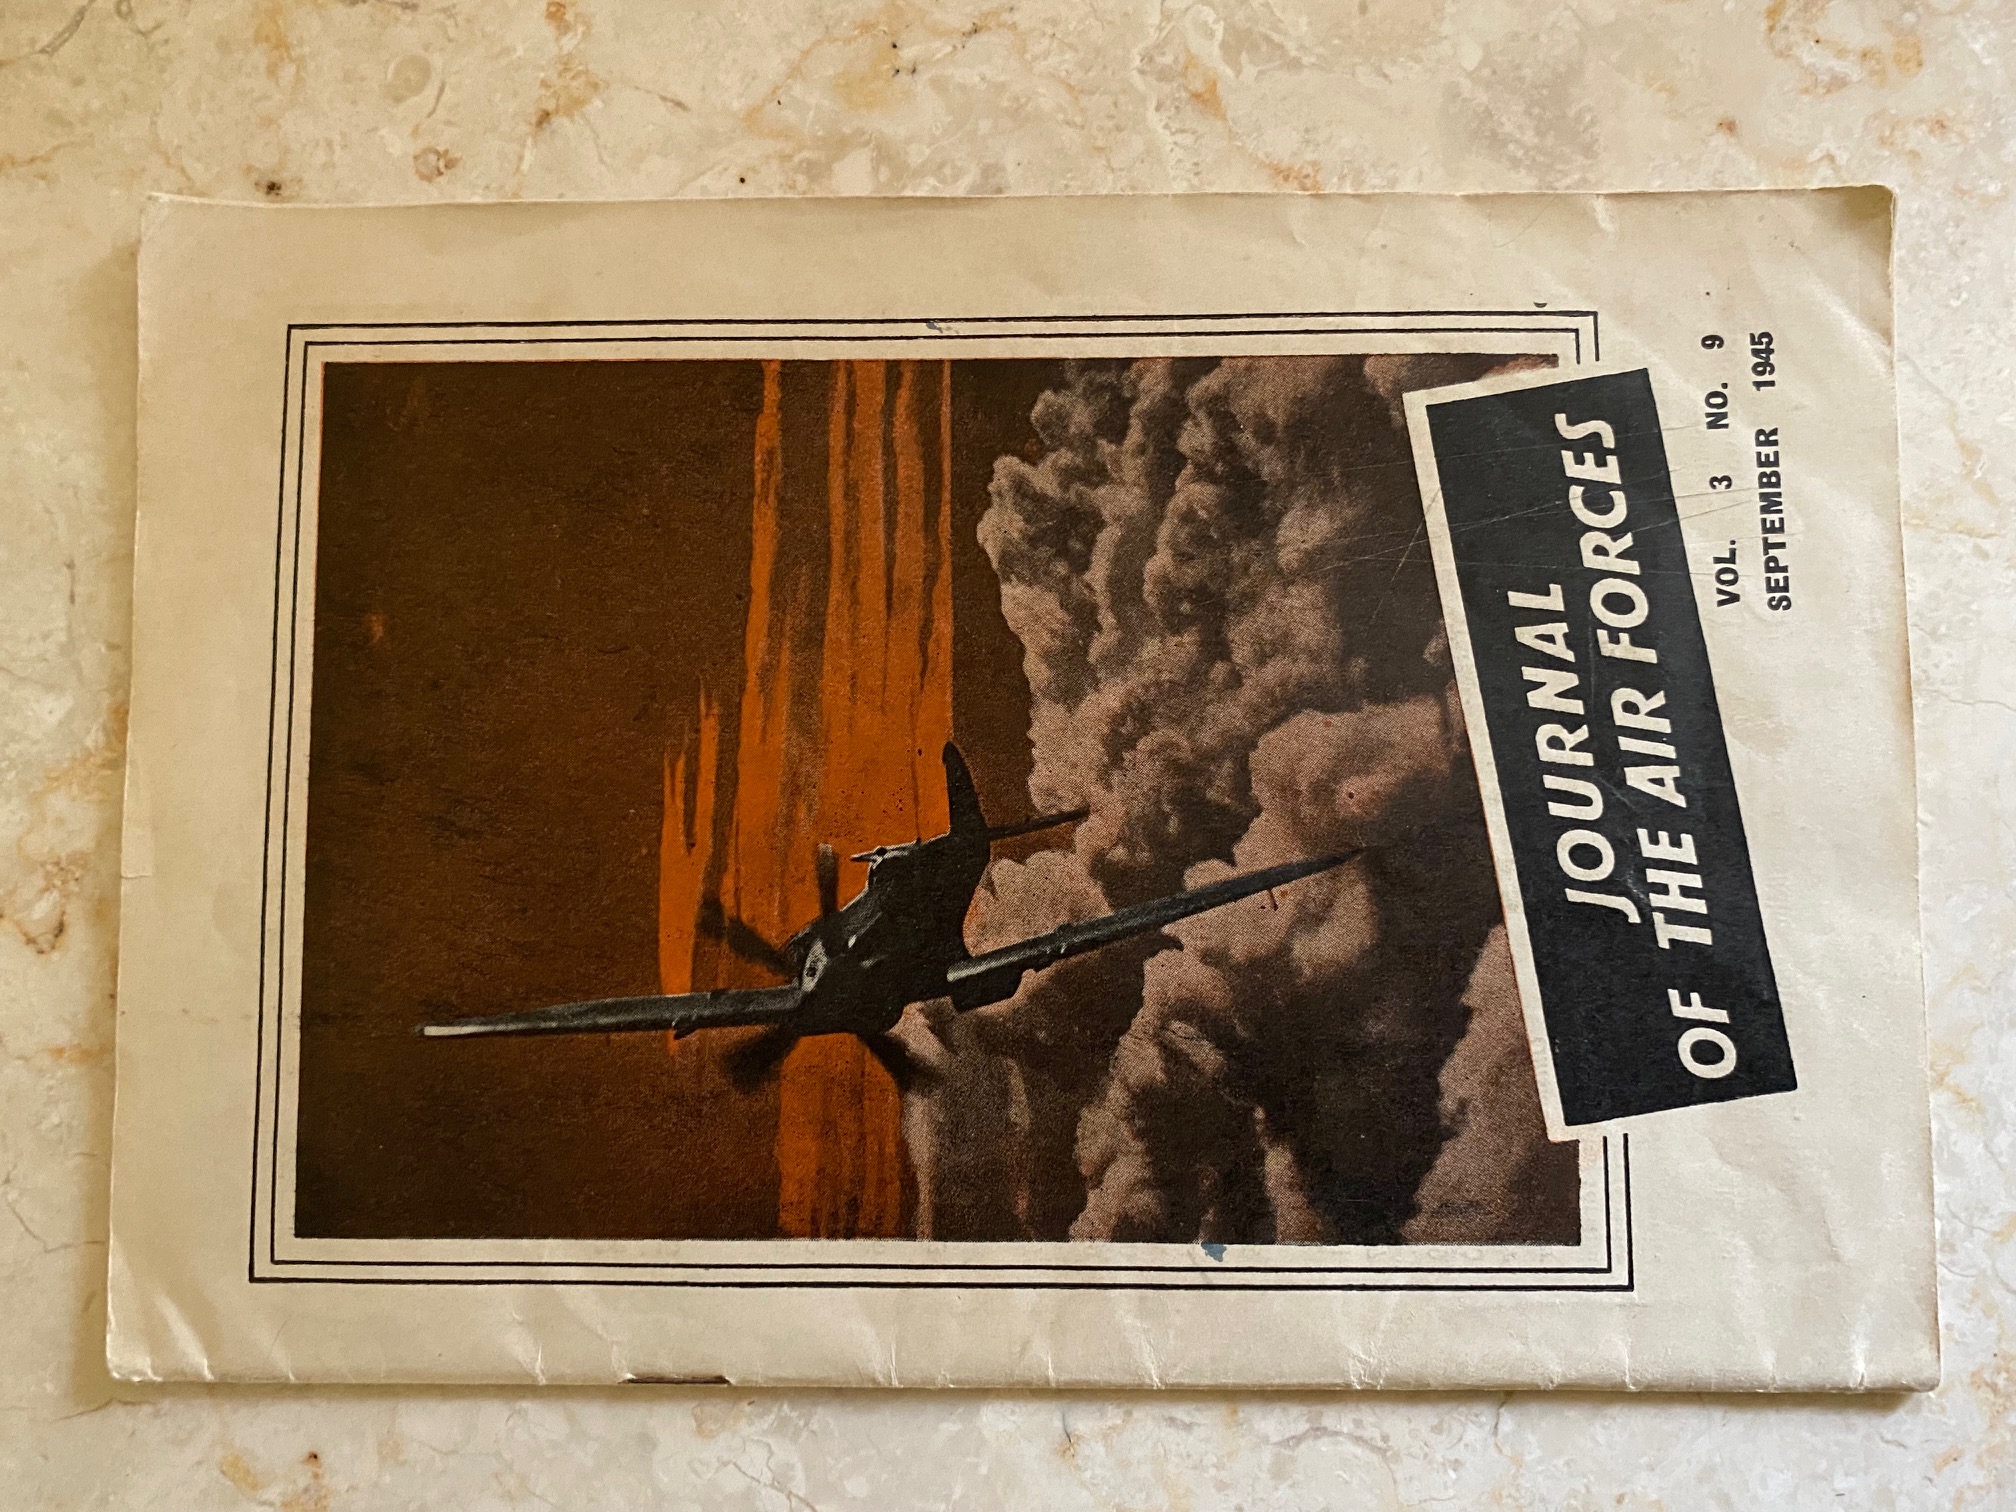 JOURNAL
OF THE AIR FORCES
VOL. 3 NO. 9
SEPTEMBER 1945